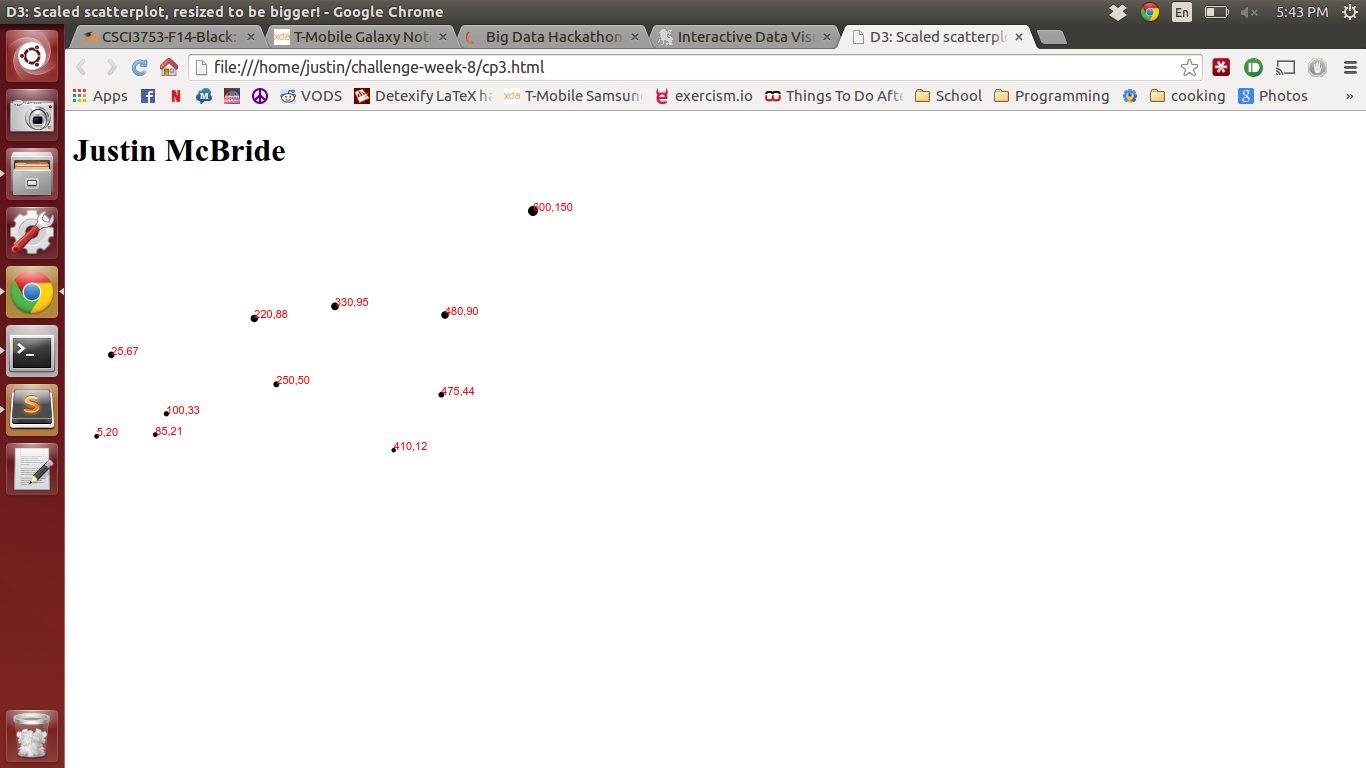 D3: Scaled scatterplot, resized to be bigger! - Google Chrome
En
5:43 PM
CSCI3753-F14-Black:
T-Mobile Galaxy Not
Big Data Hackathon
Interactive Data Vis
D3: Scaled scatterpl
file:///home/justin/challenge-week-8/cp3.html
Apps
VODS
Detexify LaTeX ha
T-Mobile Samsun
exercism.io
Things To Do Afte
School
Programming
cooking
Photos
»
Justin McBride
600,150
330,95
480,90
220,88
25,67
250,50
475,44
100,33
5,20
85,21
410,12